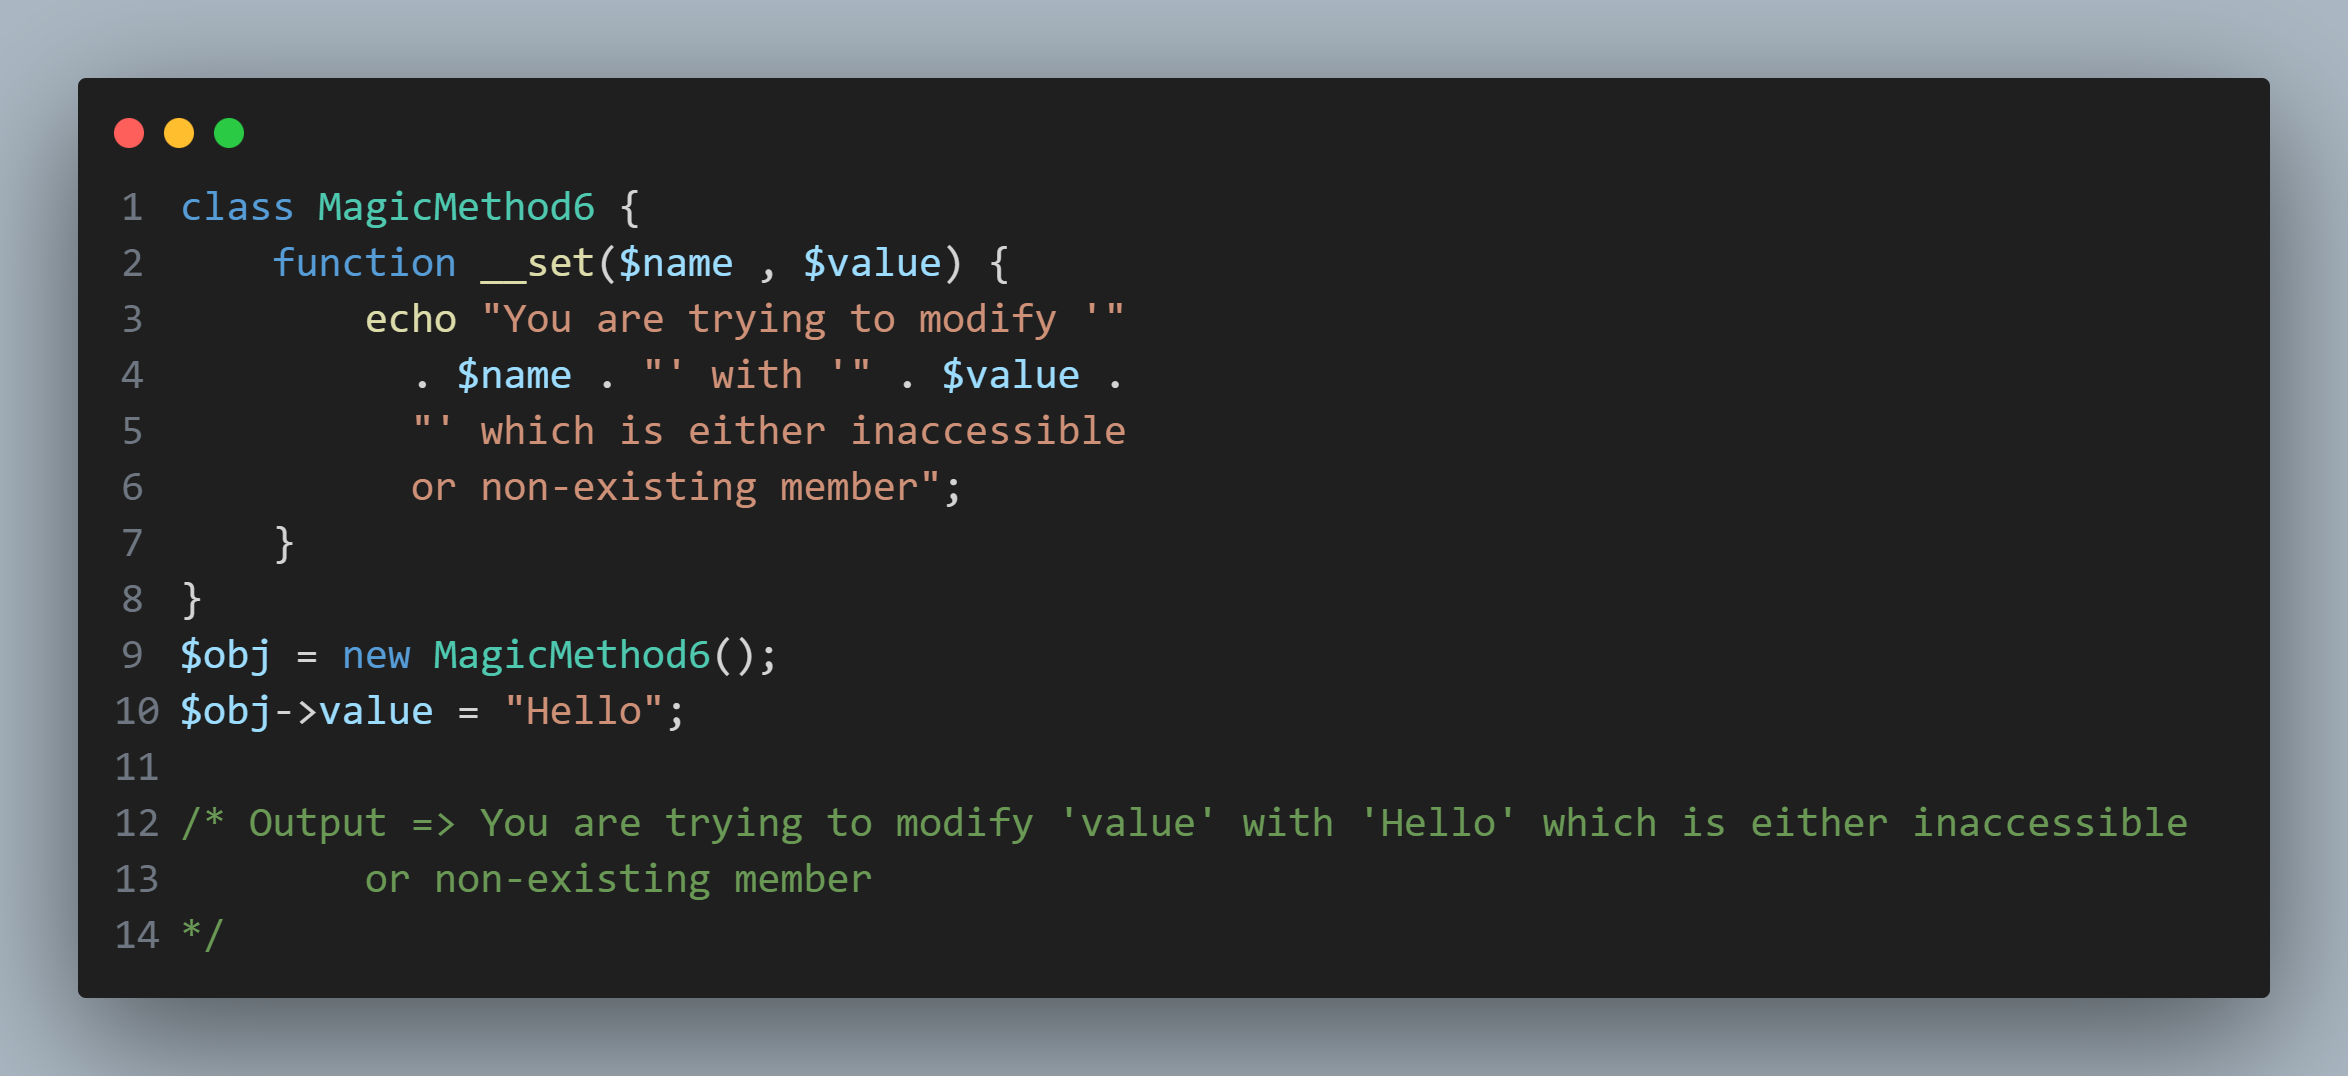 1 class MagicMethod6 {
2     function __set($name , $value) {
3         echo "You are trying to modify '"
4           . $name . "' with '" . $value .
5           "' which is either inaccessible
6           or non-existing member";
7     }
8 }
9 $obj = new MagicMethod6();
10 $obj->value = "Hello";
11
12 /* Output => You are trying to modify 'value' with 'Hello' which is either inaccessible
13         or non-existing member
14 */